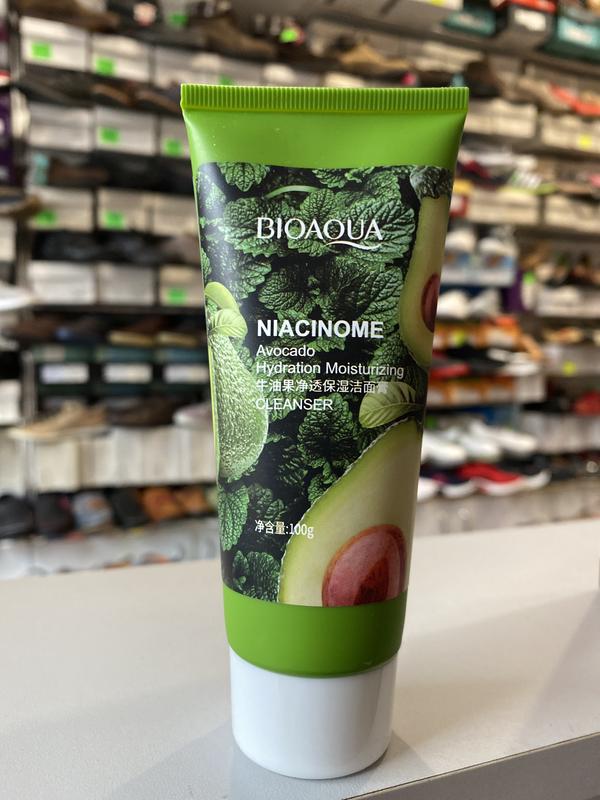 BIOAQUA
NIACINOME
Avocado
Hydration Moisturizing
牛油果净透保湿洁面膏
CLEANSER
净含量:100g